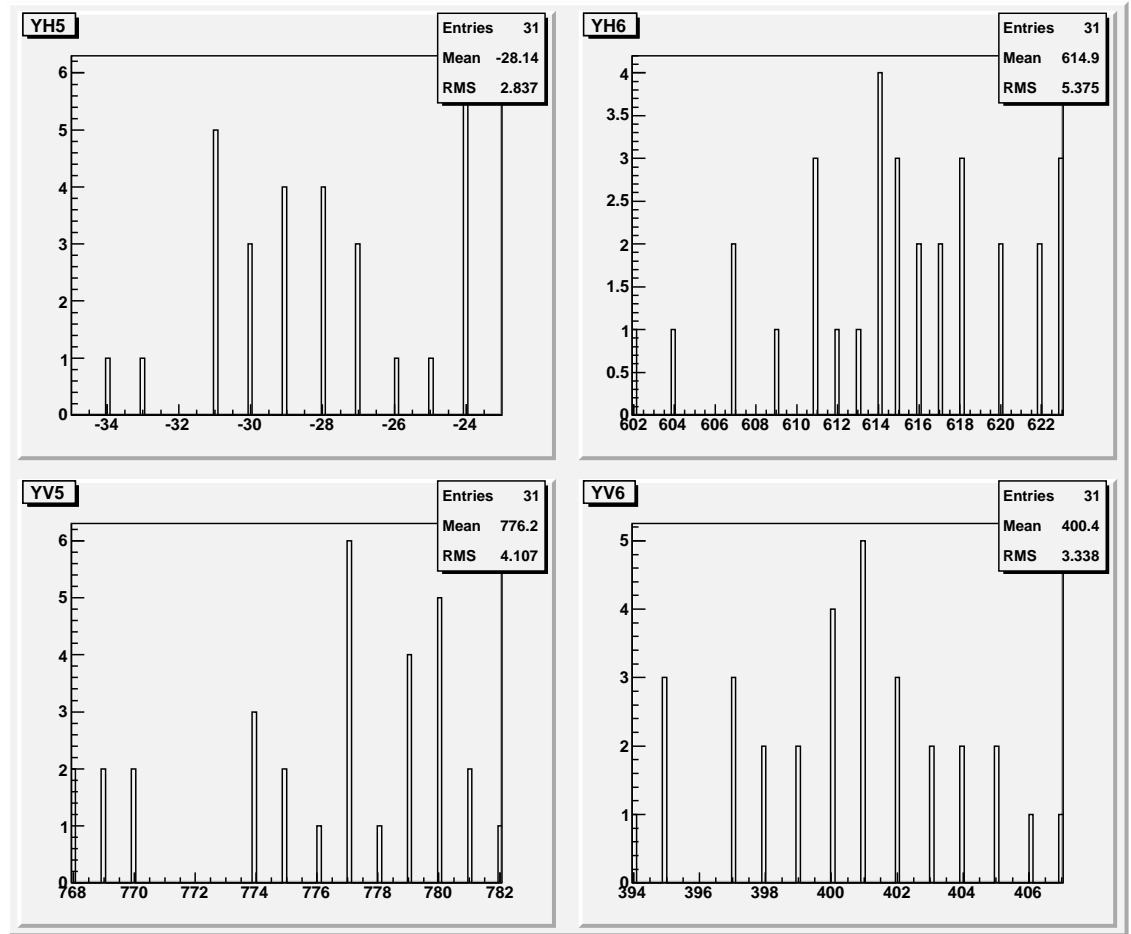 YH5
Entries 31
Mean -28.14
RMS 2.837
6
5
4
3
2
1
0
-34 -32 -30 -28 -26 -24
YH6
Entries 31
Mean 614.9
RMS 5.375
4
3.5
3
2.5
2
1.5
1
0.5
0
602 604 606 608 610 612 614 616 618 620 622
YV5
Entries 31
Mean 776.2
RMS 4.107
6
5
4
3
2
1
0
768 770 772 774 776 778 780 782
YV6
Entries 31
Mean 400.4
RMS 3.338
5
4
3
2
1
0
394 396 398 400 402 404 406